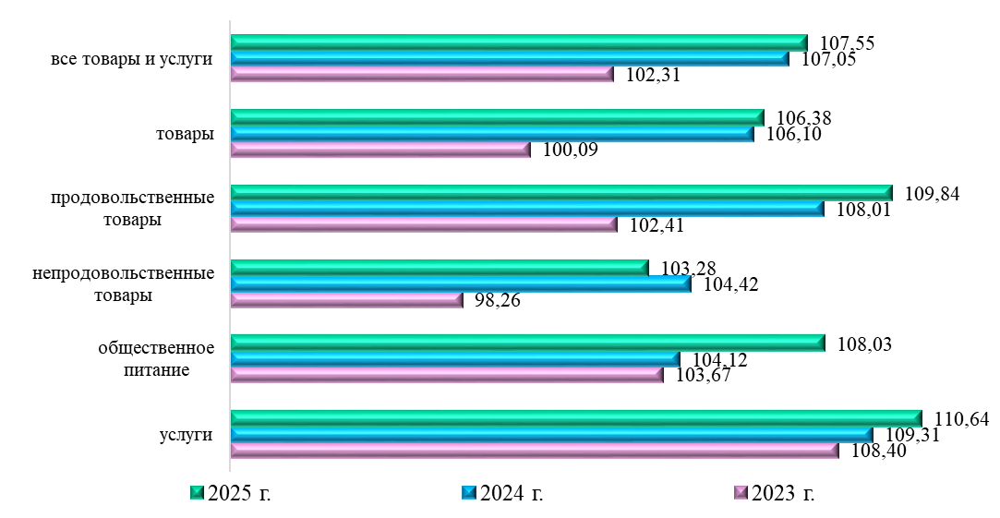 все товары и услуги
107,55
107,05
102,31
товары
106,38
106,10
100,09
продовольственные
товары
109,84
108,01
102,41
непродовольственные
товары
103,28
104,42
98,26
общественное
питание
108,03
104,12
103,67
услуги
110,64
109,31
108,40
2025 г.
2024 г.
2023 г.